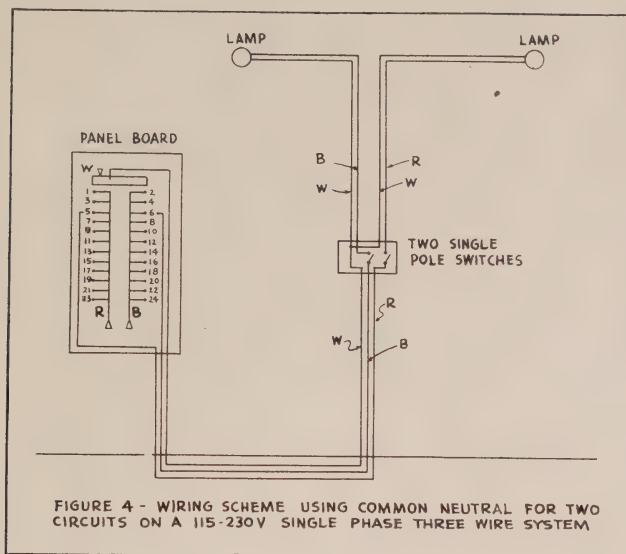 LAMP
LAMP
PANEL BOARD
W
1 2
3 4
5 6
7 8
9 10
11 12
13 14
15 16
17 18
19 20
21 22
23 24
R B
B R
W W
TWO SINGLE
POLE SWITCHES
R
W B
FIGURE 4 - WIRING SCHEME USING COMMON NEUTRAL FOR TWO
CIRCUITS ON A 115-230V SINGLE PHASE THREE WIRE SYSTEM